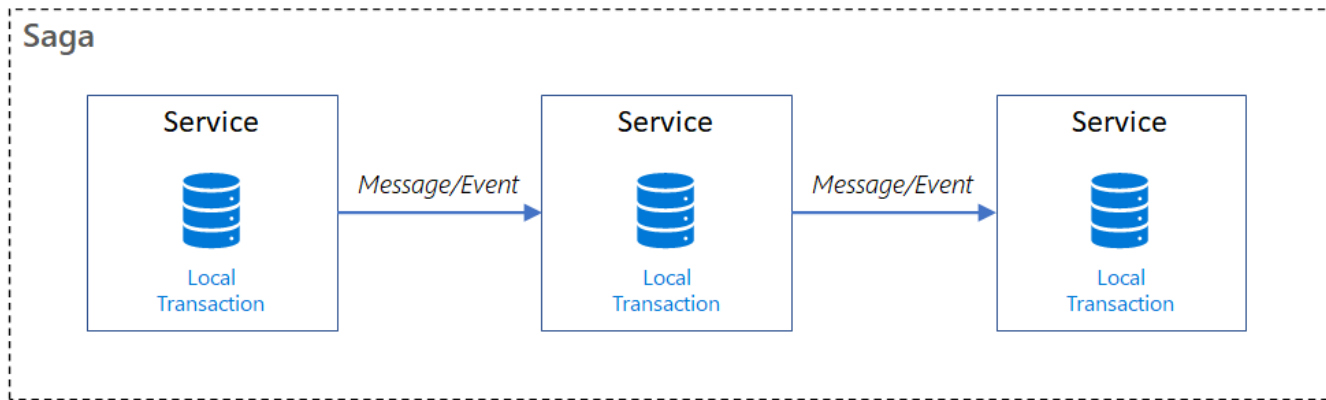 Saga
Service
Service
Service
Message/Event
Message/Event
Local
Transaction
Local
Transaction
Local
Transaction